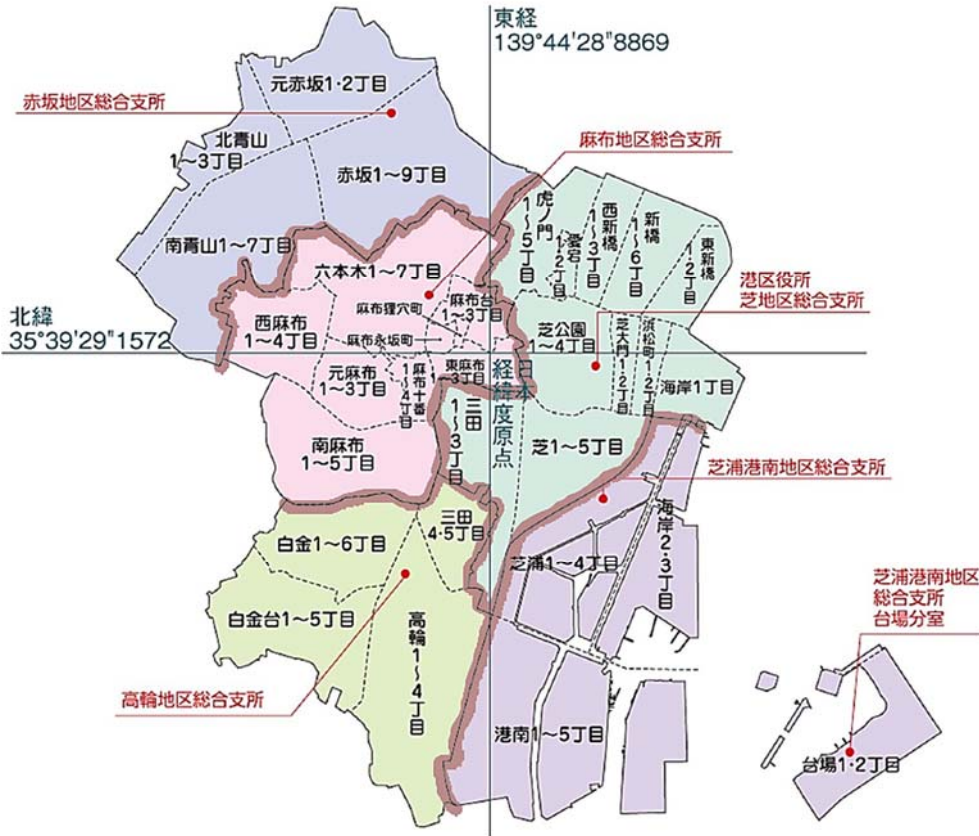 東経
139°44'28"8869
元赤坂1・2丁目
赤坂地区総合支所
北青山
1〜3丁目
麻布地区総合支所
赤坂1〜9丁目
虎ノ門
1〜5丁目
愛宕
1・2丁目
西新橋
1〜3丁目
新橋
1〜6丁目
東新橋
1・2丁目
南青山1〜7丁目
六本木1〜7丁目
港区役所
芝地区総合支所
麻布狸穴町
麻布台
1〜3丁目
北緯
35°39'29"1572
西麻布
1〜4丁目
麻布永坂町
芝公園
1〜4丁目
芝大門
1・2丁目
浜松町
1・2丁目
海岸1丁目
元麻布
1〜3丁目
麻布十番
1〜4丁目
東麻布
1〜3丁目
日本
経緯度原点
三田
1〜3丁目
南麻布
1〜5丁目
芝1〜5丁目
芝浦港南地区総合支所
三田
4・5丁目
白金1〜6丁目
海岸2・3丁目
芝浦1〜4丁目
芝浦港南地区
総合支所
台場分室
白金台1〜5丁目
高輪1〜4丁目
高輪地区総合支所
港南1〜5丁目
台場1・2丁目